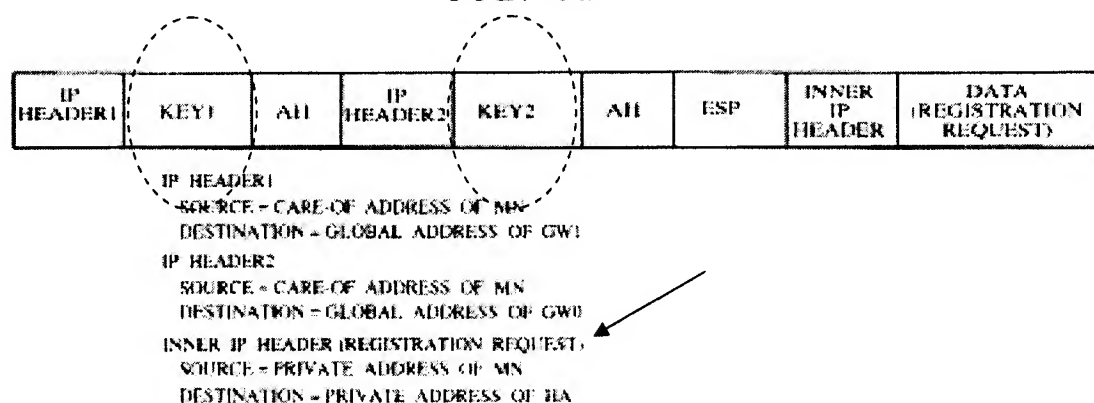 IP HEADER1 KEY1 AH IP HEADER2 KEY2 AH ESP INNER IP HEADER DATA (REGISTRATION REQUEST)
IP HEADER1
SOURCE = CARE-OF ADDRESS OF MN
DESTINATION = GLOBAL ADDRESS OF GW1
IP HEADER2
SOURCE = CARE-OF ADDRESS OF MN
DESTINATION = GLOBAL ADDRESS OF GW0
INNER IP HEADER (REGISTRATION REQUEST)
SOURCE = PRIVATE ADDRESS OF MN
DESTINATION = PRIVATE ADDRESS OF HA